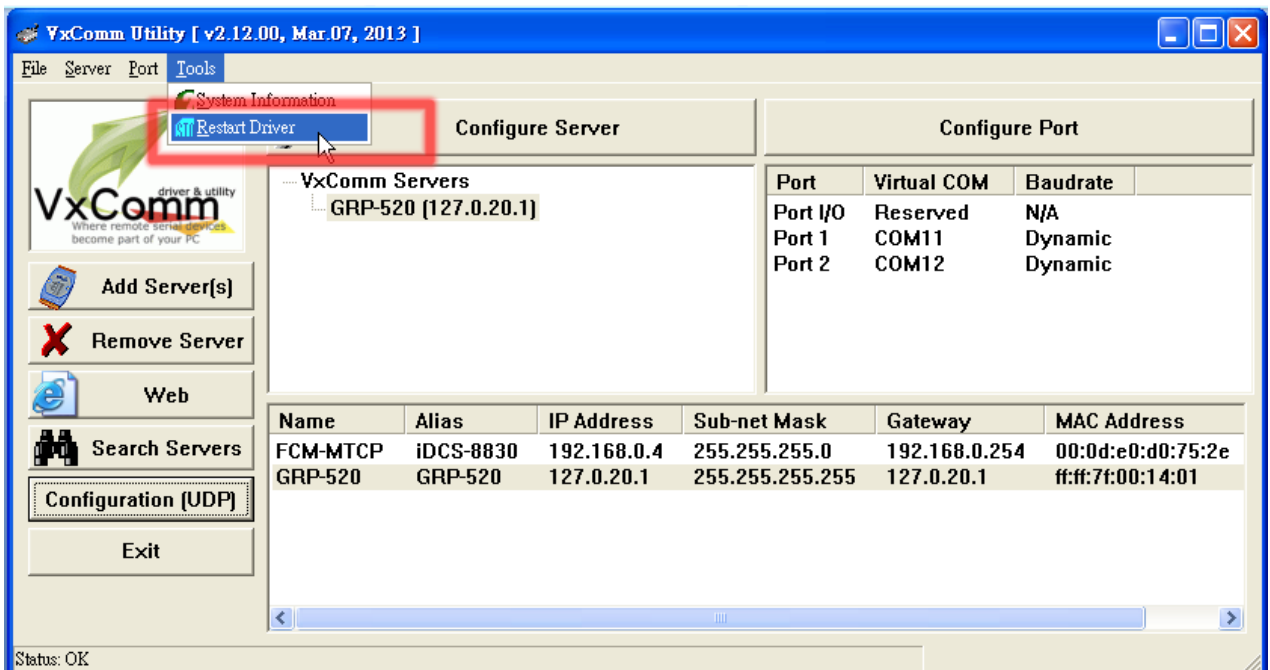 VxComm Utility [ v2.12.00, Mar.07, 2013 ]
File Server Port Tools
System Information
Restart Driver
Configure Server
Configure Port
VxComm
driver & utility
Where remote serial devices
become part of your PC
VxComm Servers
GRP-520 (127.0.20.1)
Port Virtual COM Baudrate
Port I/O Reserved N/A
Port 1 COM11 Dynamic
Port 2 COM12 Dynamic
Add Server(s)
Remove Server
Web
Search Servers
Configuration (UDP)
Exit
Name Alias IP Address Sub-net Mask Gateway MAC Address
FCM-MTCP iDCS-8830 192.168.0.4 255.255.255.0 192.168.0.254 00:0d:e0:d0:75:2e
GRP-520 GRP-520 127.0.20.1 255.255.255.255 127.0.20.1 ff:ff:7f:00:14:01
Status: OK